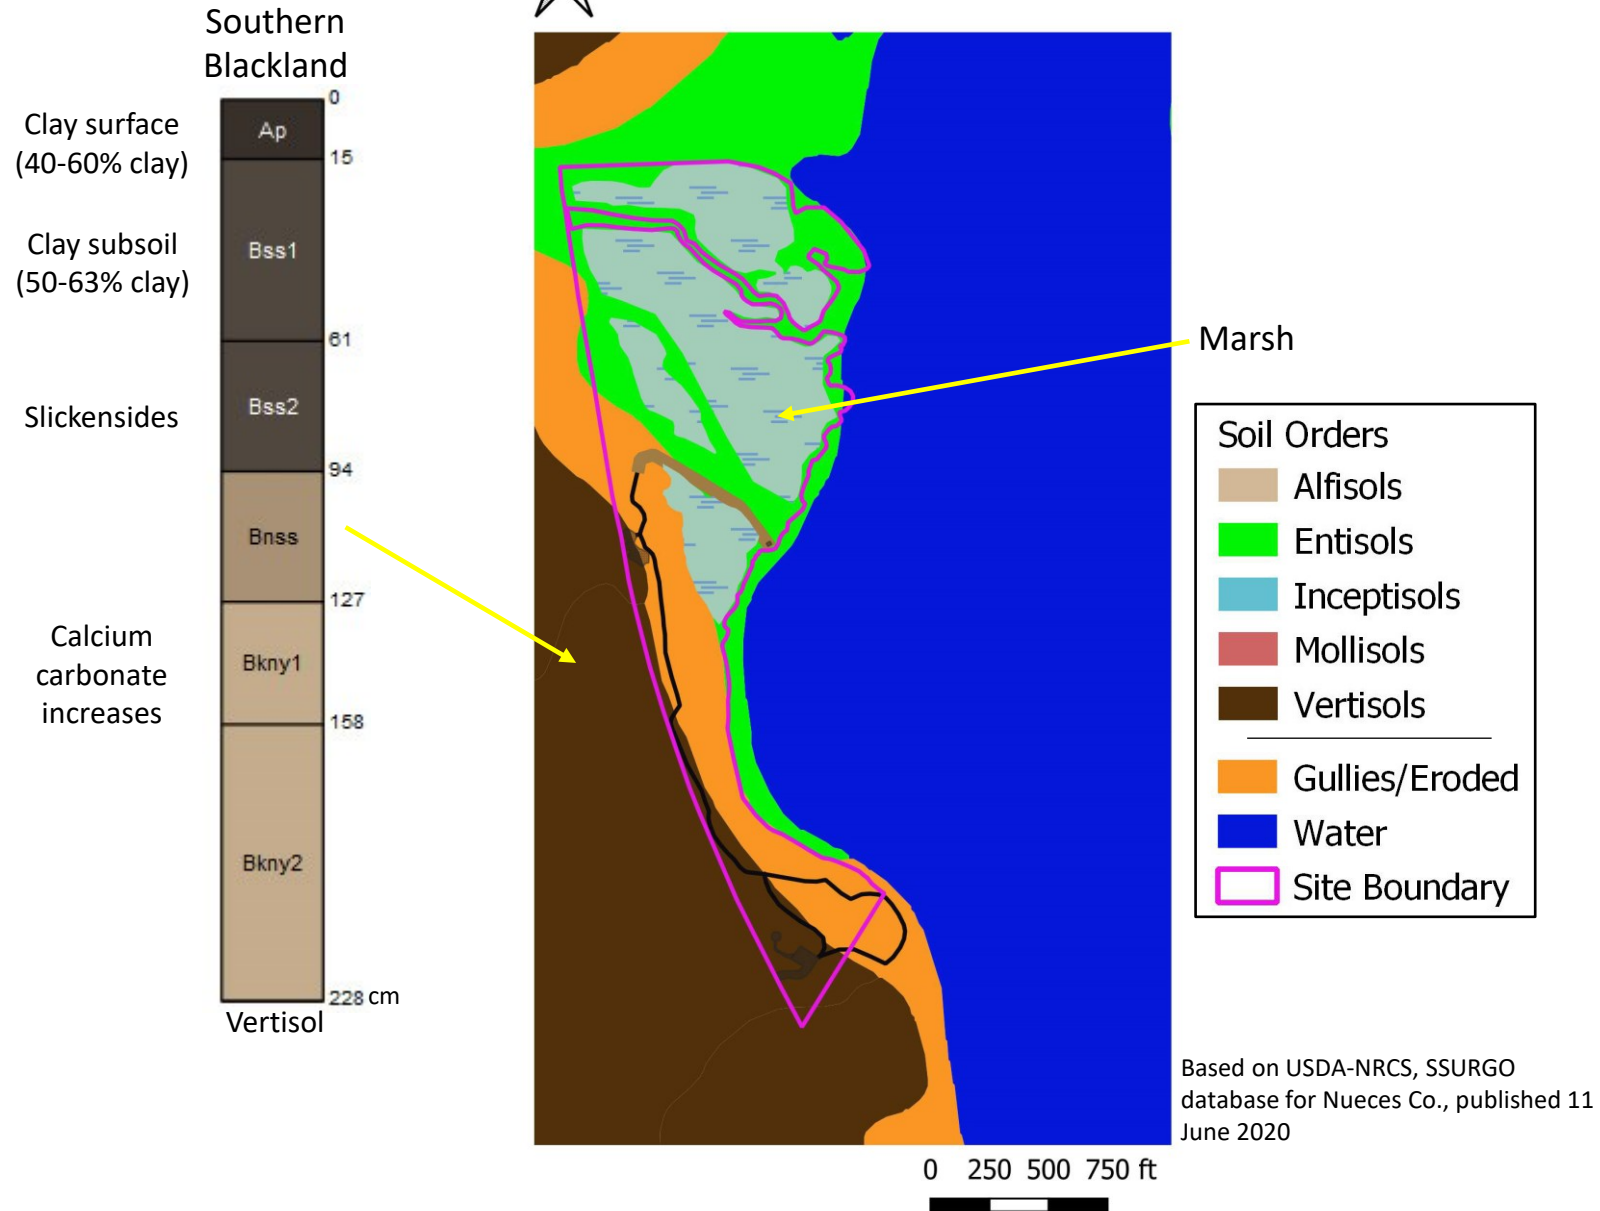 Southern
Blackland
Clay surface
(40-60% clay)
Clay subsoil
(50-63% clay)
Slickensides
Calcium
carbonate
increases
0
Ap
15
Bss1
61
Bss2
94
Bnss
127
Bkny1
158
Bkny2
228 cm
Vertisol
Marsh
Soil Orders
Alfisols
Entisols
Inceptisols
Mollisols
Vertisols
Gullies/Eroded
Water
Site Boundary
Based on USDA-NRCS, SSURGO
database for Nueces Co., published 11
June 2020
0 250 500 750 ft